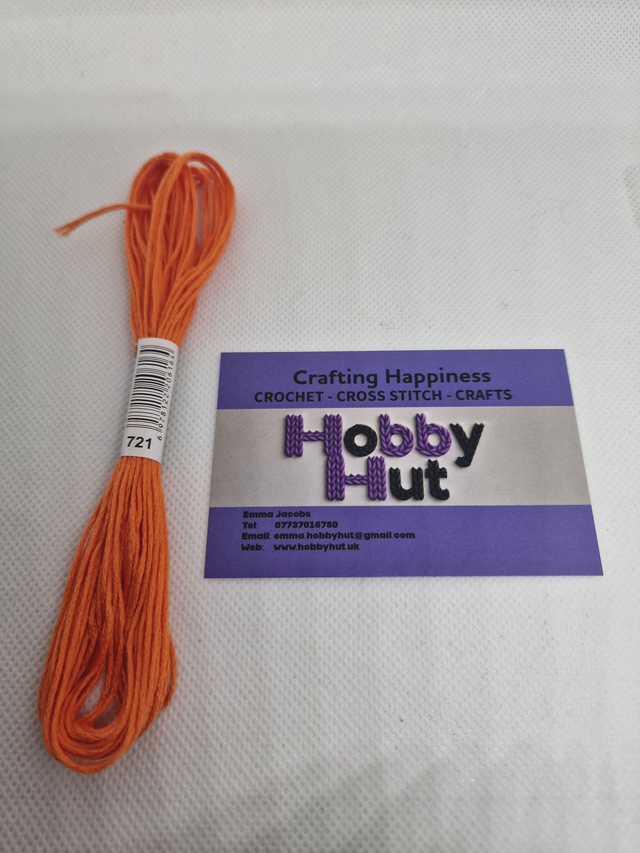 6978122206164
721
Crafting Happiness
CROCHET - CROSS STITCH - CRAFTS
Hobby
Hut
Emma Jacobs
Tel: 07737016780
Email: emma.hobbyhut@gmail.com
Web: www.hobbyhut.uk